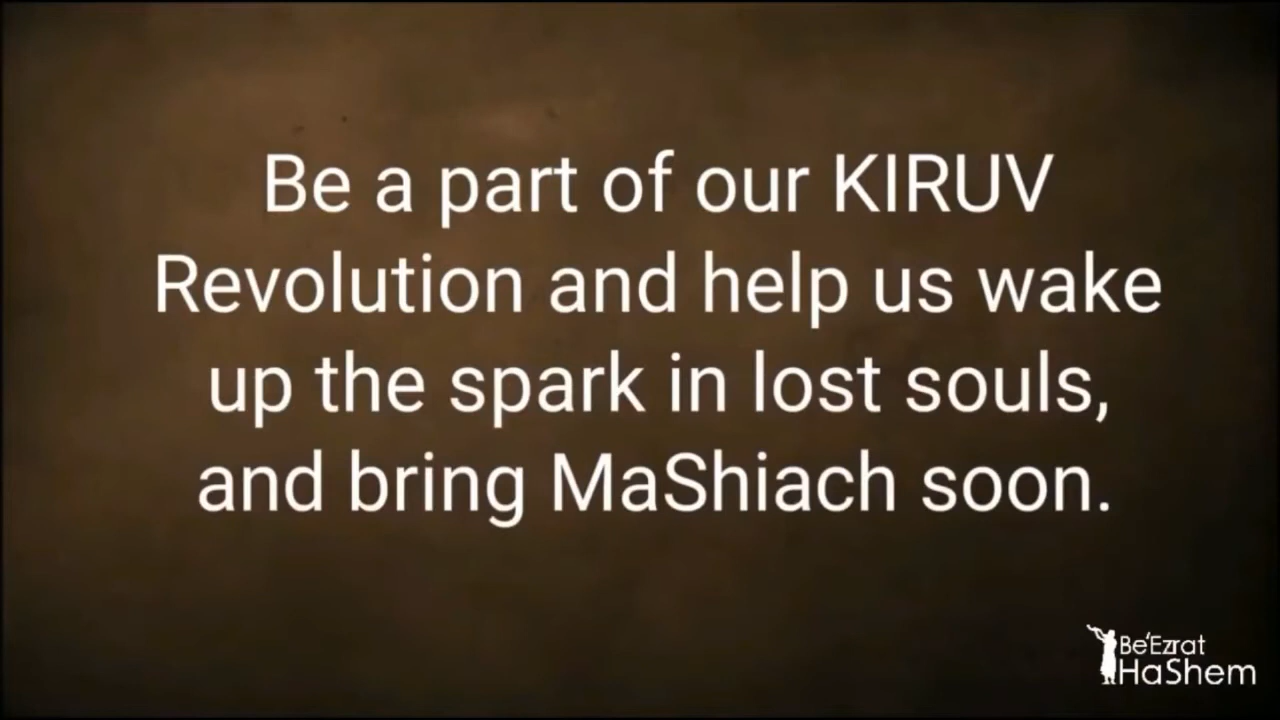 Be a part of our KIRUV
Revolution and help us wake
up the spark in lost souls,
and bring MaShiach soon.
Be'Ezrat
HaShem